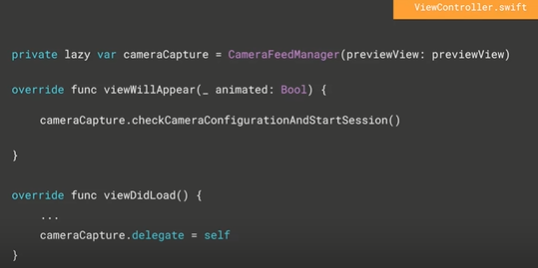 ViewController.swift
private lazy var cameraCapture = CameraFeedManager(previewView: previewView)
override func viewWillAppear(_ animated: Bool) {
cameraCapture.checkCameraConfigurationAndStartSession()
}
override func viewDidLoad() {
...
cameraCapture.delegate = self
}